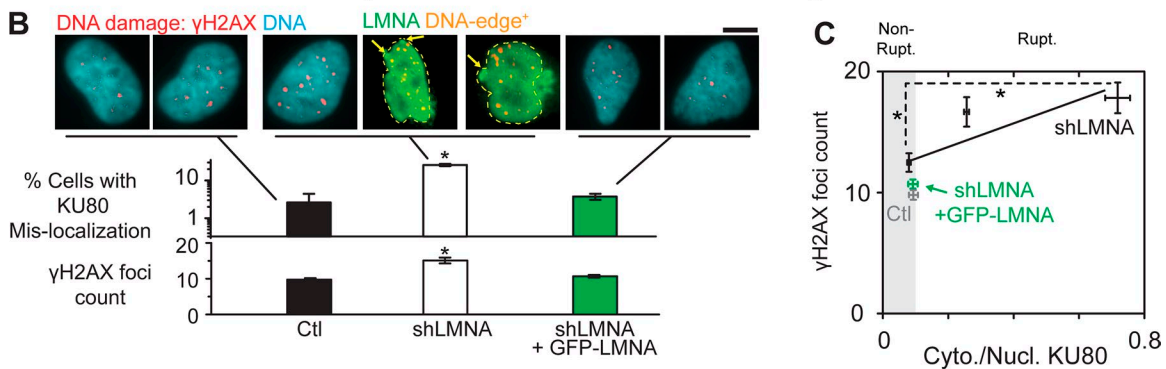 B
DNA damage: γH2AX DNA
LMNA DNA-edge+
% Cells with
KU80
Mis-localization
10
1
*
γH2AX foci
count
20
10
0
*
Ctl
shLMNA
shLMNA
+ GFP-LMNA
C
Non-
Rupt.
Rupt.
γH2AX foci count
20
10
0
*
*
shLMNA
shLMNA
+GFP-LMNA
Ctl
0
0.8
Cyto./Nucl. KU80